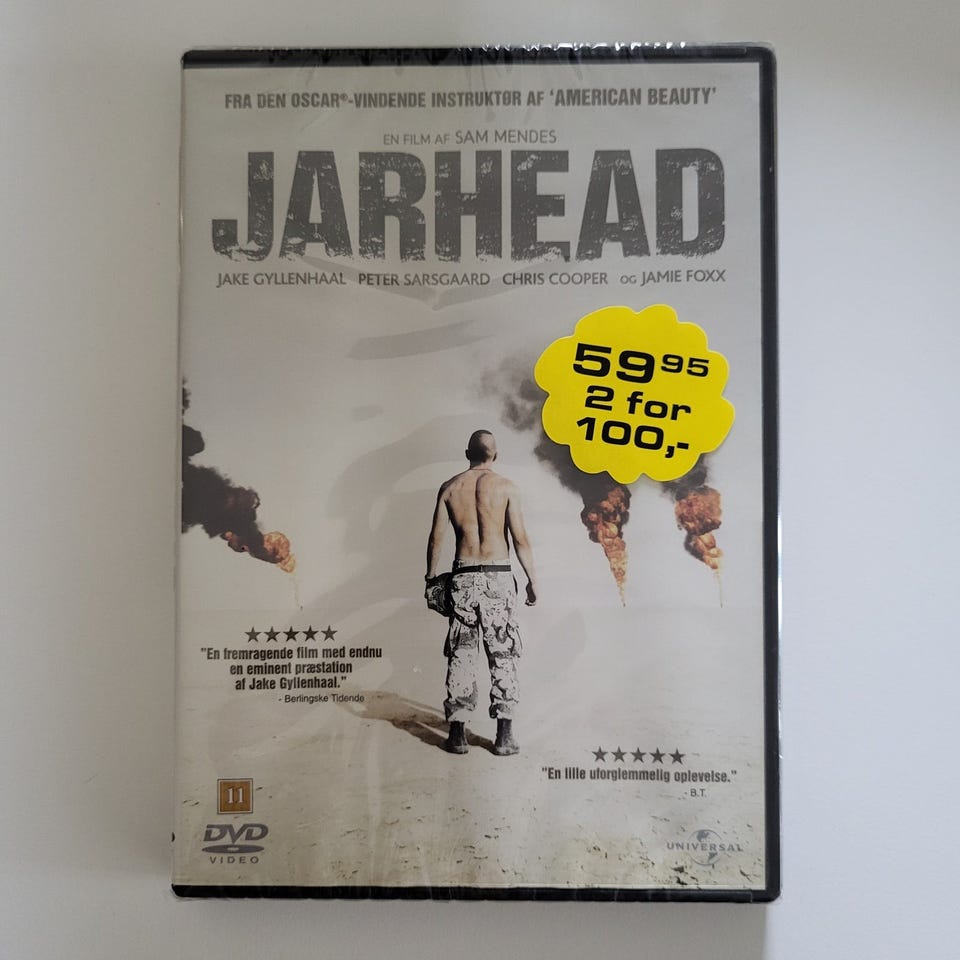 FRA DEN OSCAR®-VINDENDE INSTRUKTØR AF 'AMERICAN BEAUTY'
EN FILM AF SAM MENDES
JARHEAD
JAKE GYLLENHAAL PETER SARSGAARD CHRIS COOPER OG JAMIE FOXX
59 95
2 for
100,-
★★★★★
"En fremragende film med endnu
en eminent præstation
af Jake Gyllenhaal."
- Berlingske Tidende
★★★★★
"En lille uforglemmelig oplevelse."
- B.T.
11
DVD
VIDEO
UNIVERSAL